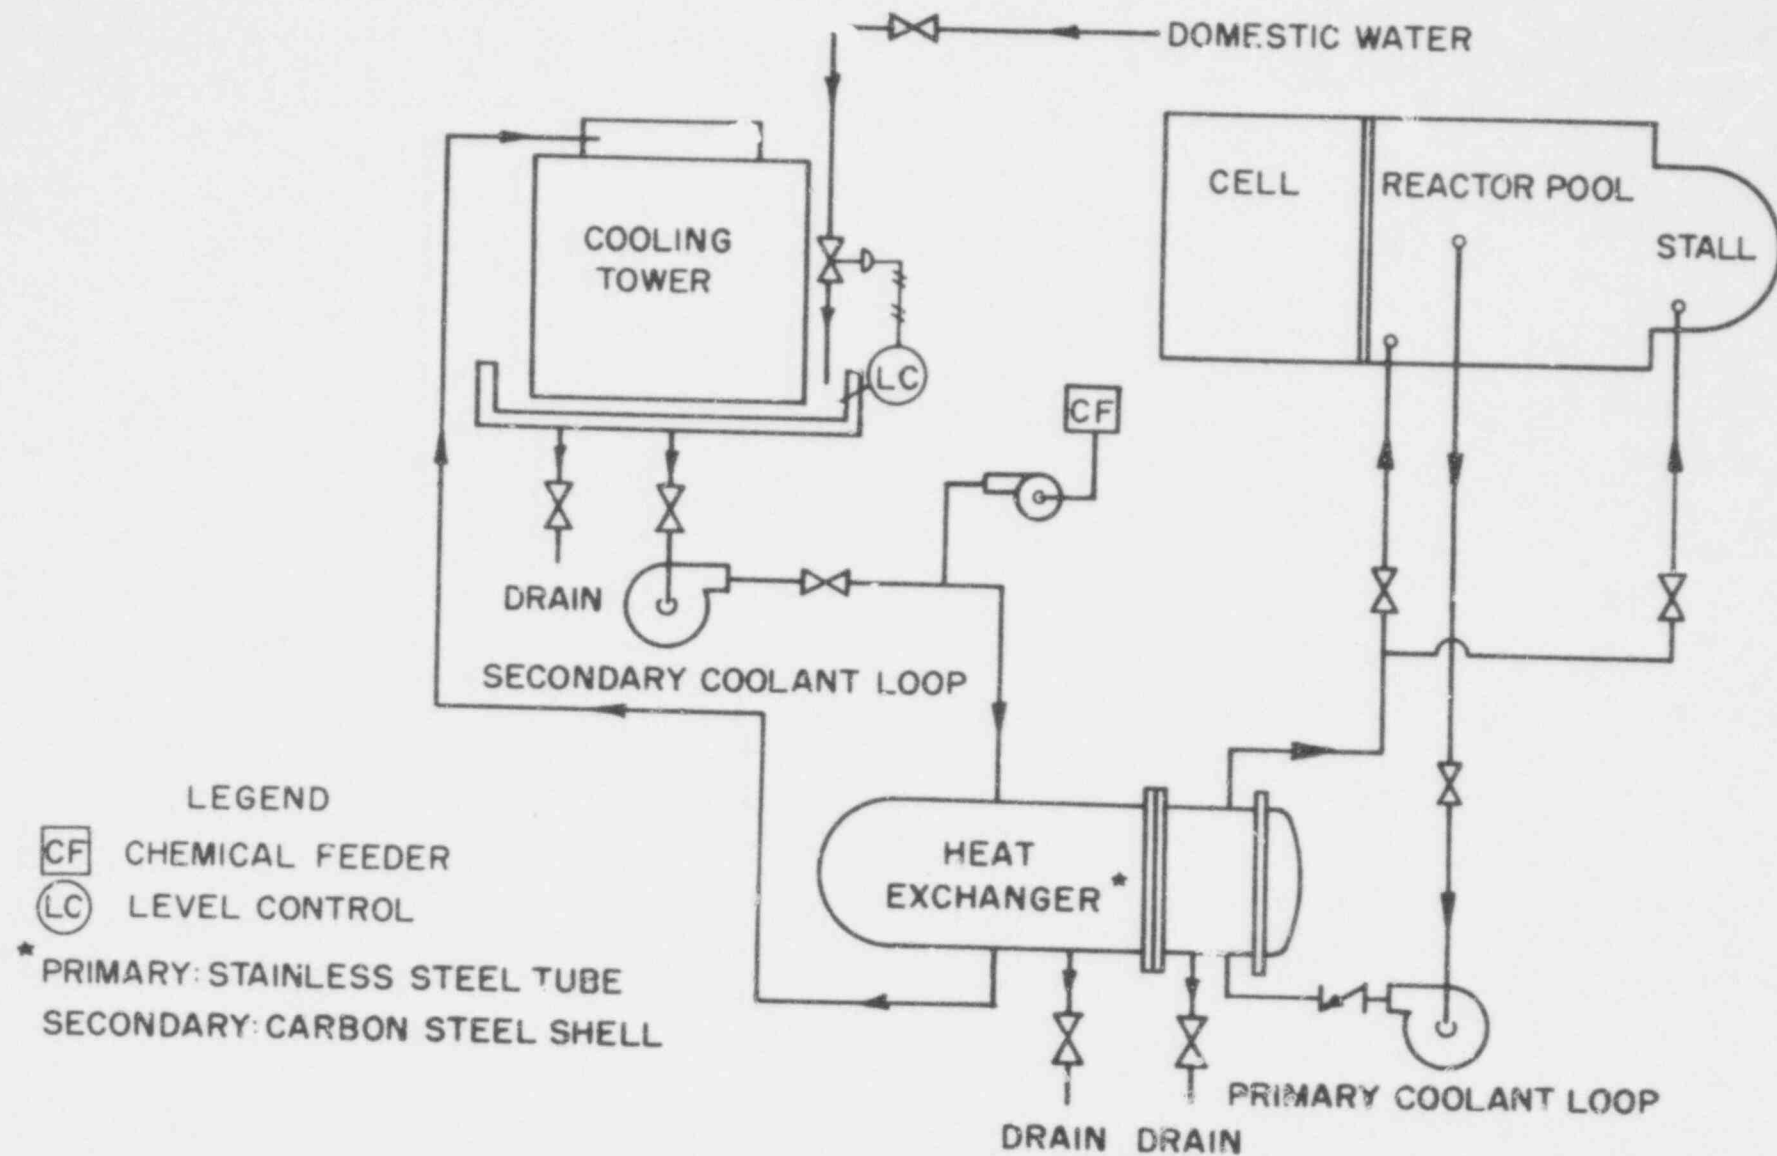 DOMESTIC WATER
CELL
REACTOR POOL
STALL
COOLING
TOWER
LC
CF
DRAIN
SECONDARY COOLANT LOOP
LEGEND
CF CHEMICAL FEEDER
LC LEVEL CONTROL
* PRIMARY: STAINLESS STEEL TUBE
SECONDARY: CARBON STEEL SHELL
HEAT
EXCHANGER *
PRIMARY COOLANT LOOP
DRAIN DRAIN